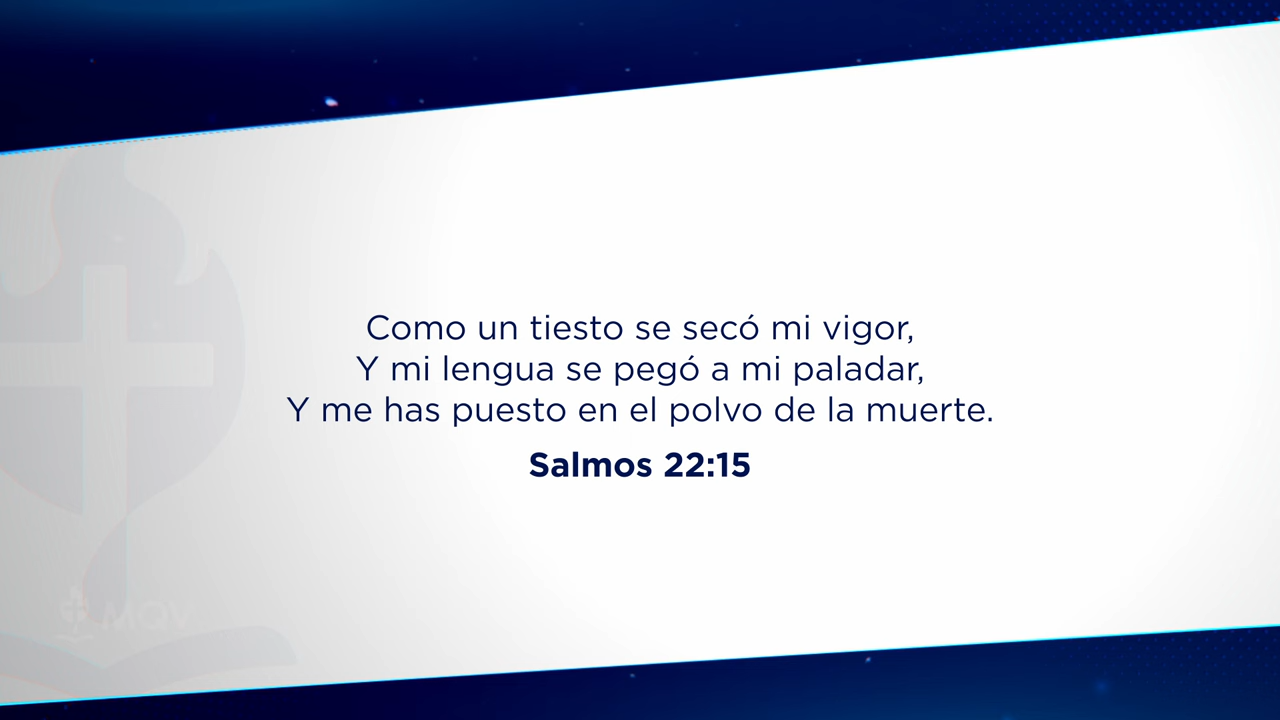 Como un tiesto se secó mi vigor,
Y mi lengua se pegó a mi paladar,
Y me has puesto en el polvo de la muerte.
Salmos 22:15
MQV